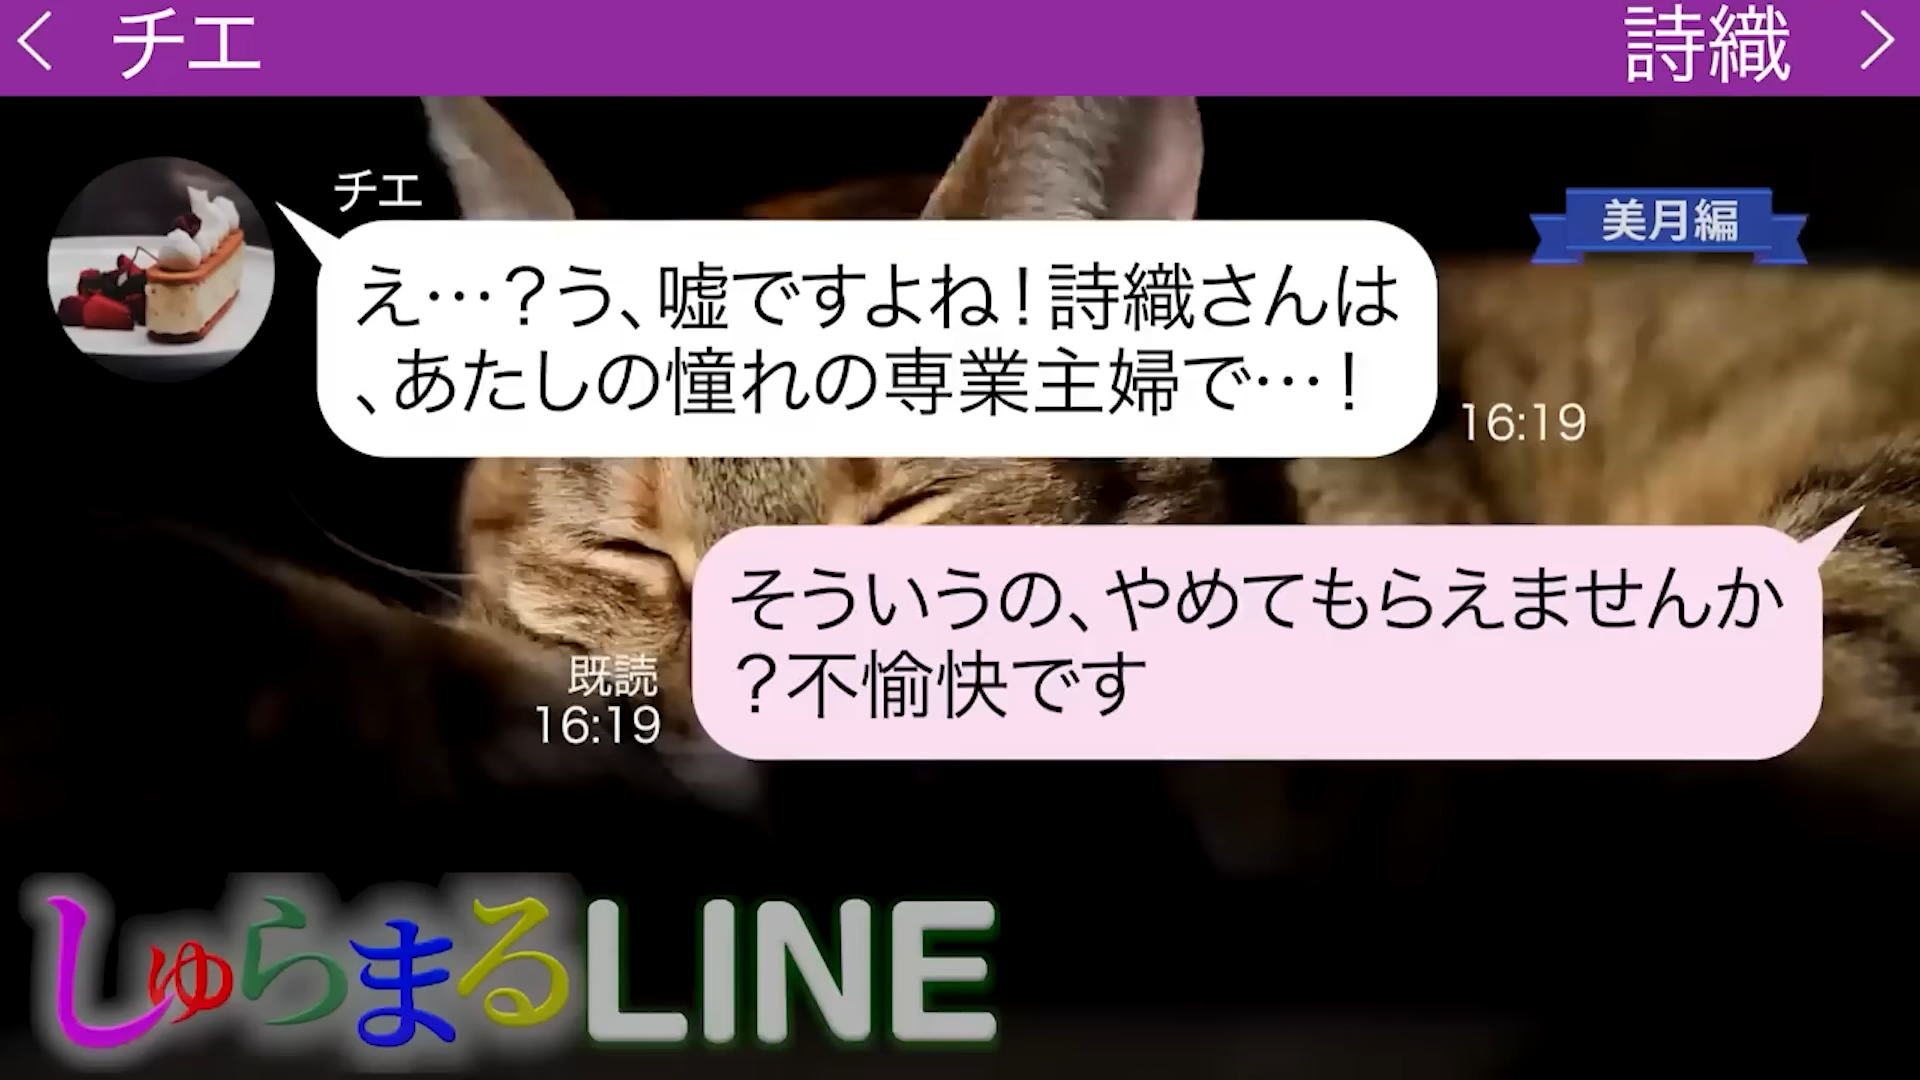 チエ
詩織
チエ
美月編
え…？う、嘘ですよね！詩織さんは
、あたしの憧れの専業主婦で…！
16:19
そういうの、やめてもらえませんか
？不愉快です
既読
16:19
しゅらまるLINE